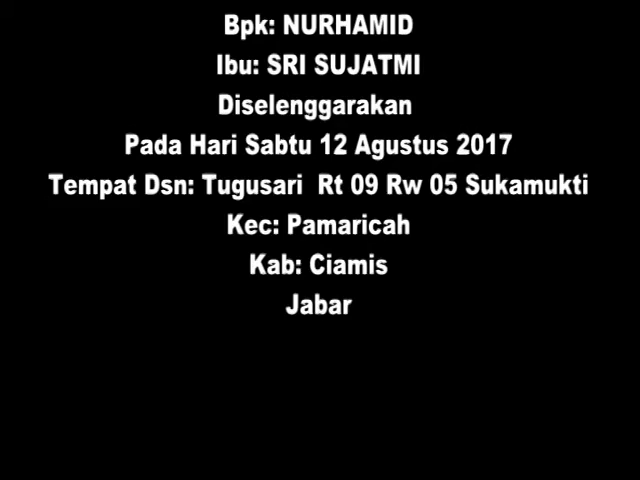 Bpk: NURHAMID
Ibu: SRI SUJATMI
Diselenggarakan
Pada Hari Sabtu 12 Agustus 2017
Tempat Dsn: Tugusari  Rt 09 Rw 05 Sukamukti
Kec: Pamaricah
Kab: Ciamis
Jabar